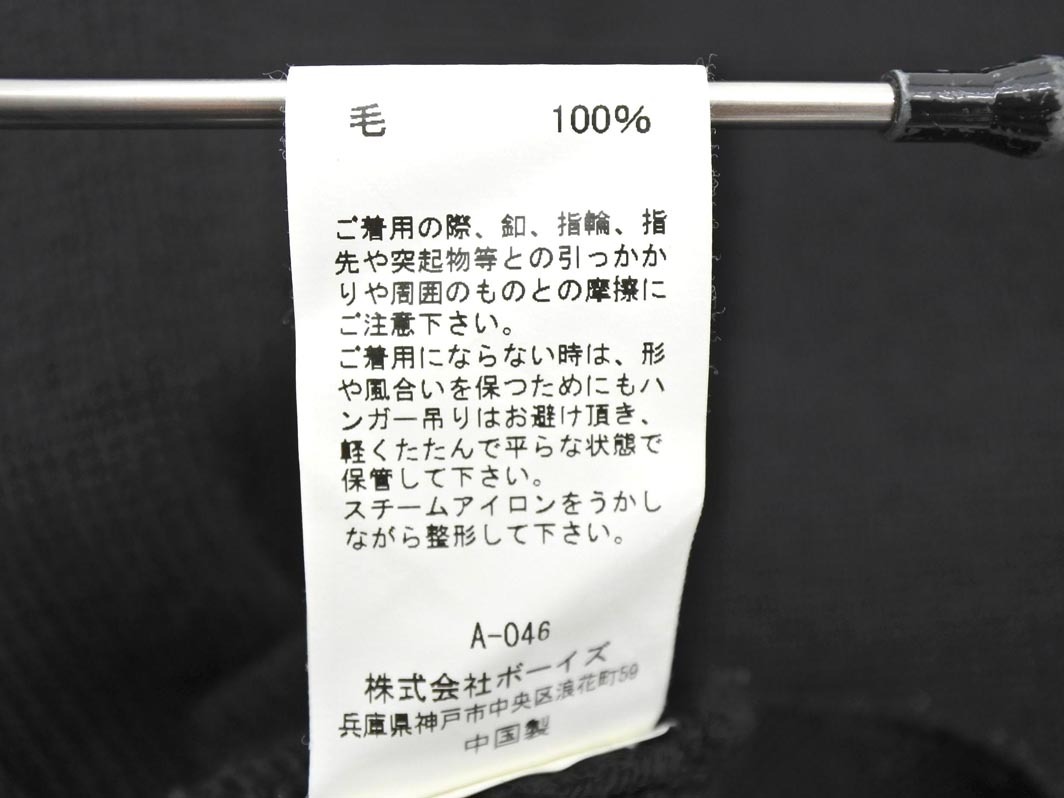 毛 100%
ご着用の際、釦、指輪、指
先や突起物等との引っかか
りや周囲のものとの摩擦に
ご注意下さい。
ご着用にならない時は、形
や風合いを保つためにもハ
ンガー吊りはお避け頂き、
軽くたたんで平らな状態で
保管して下さい。
スチームアイロンをうかし
ながら整形して下さい。
A-046
株式会社ボーイズ
兵庫県神戸市中央区浪花町59
中国製